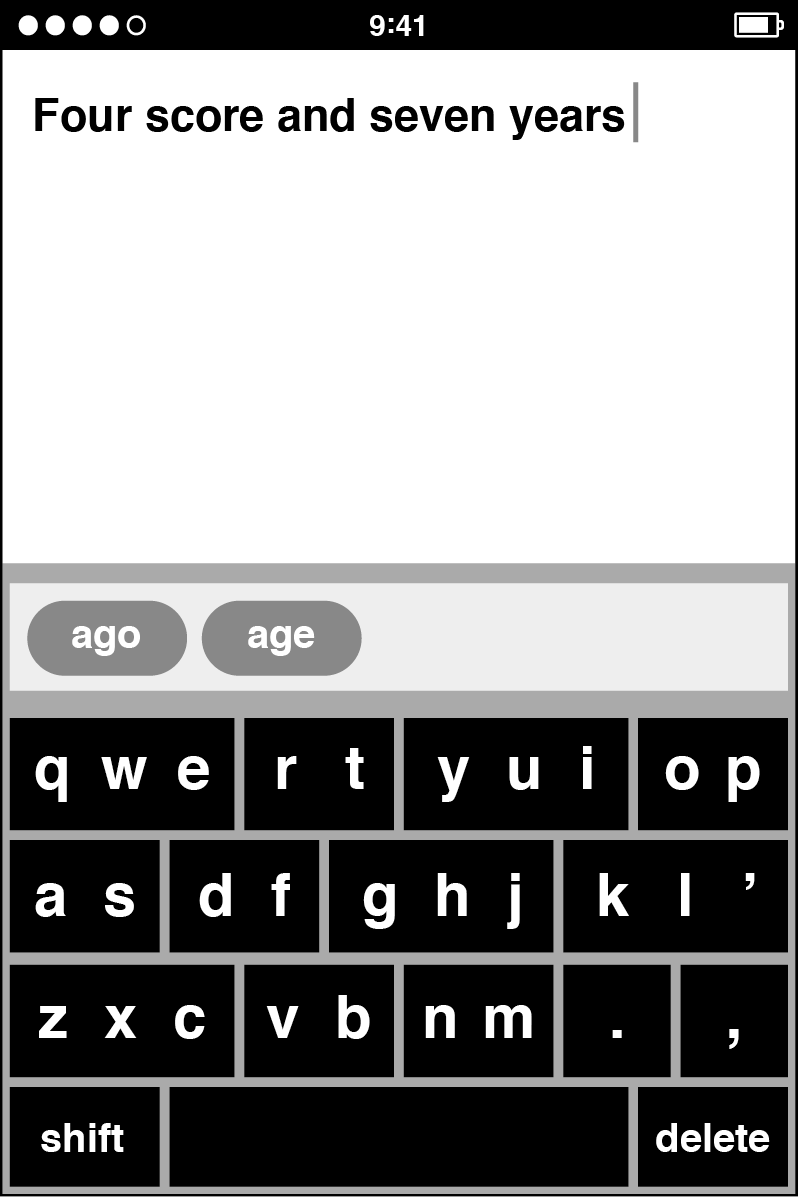 9:41
Four score and seven years
ago age
q w e r t y u i o p
a s d f g h j k l ’
z x c v b n m . ,
shift delete